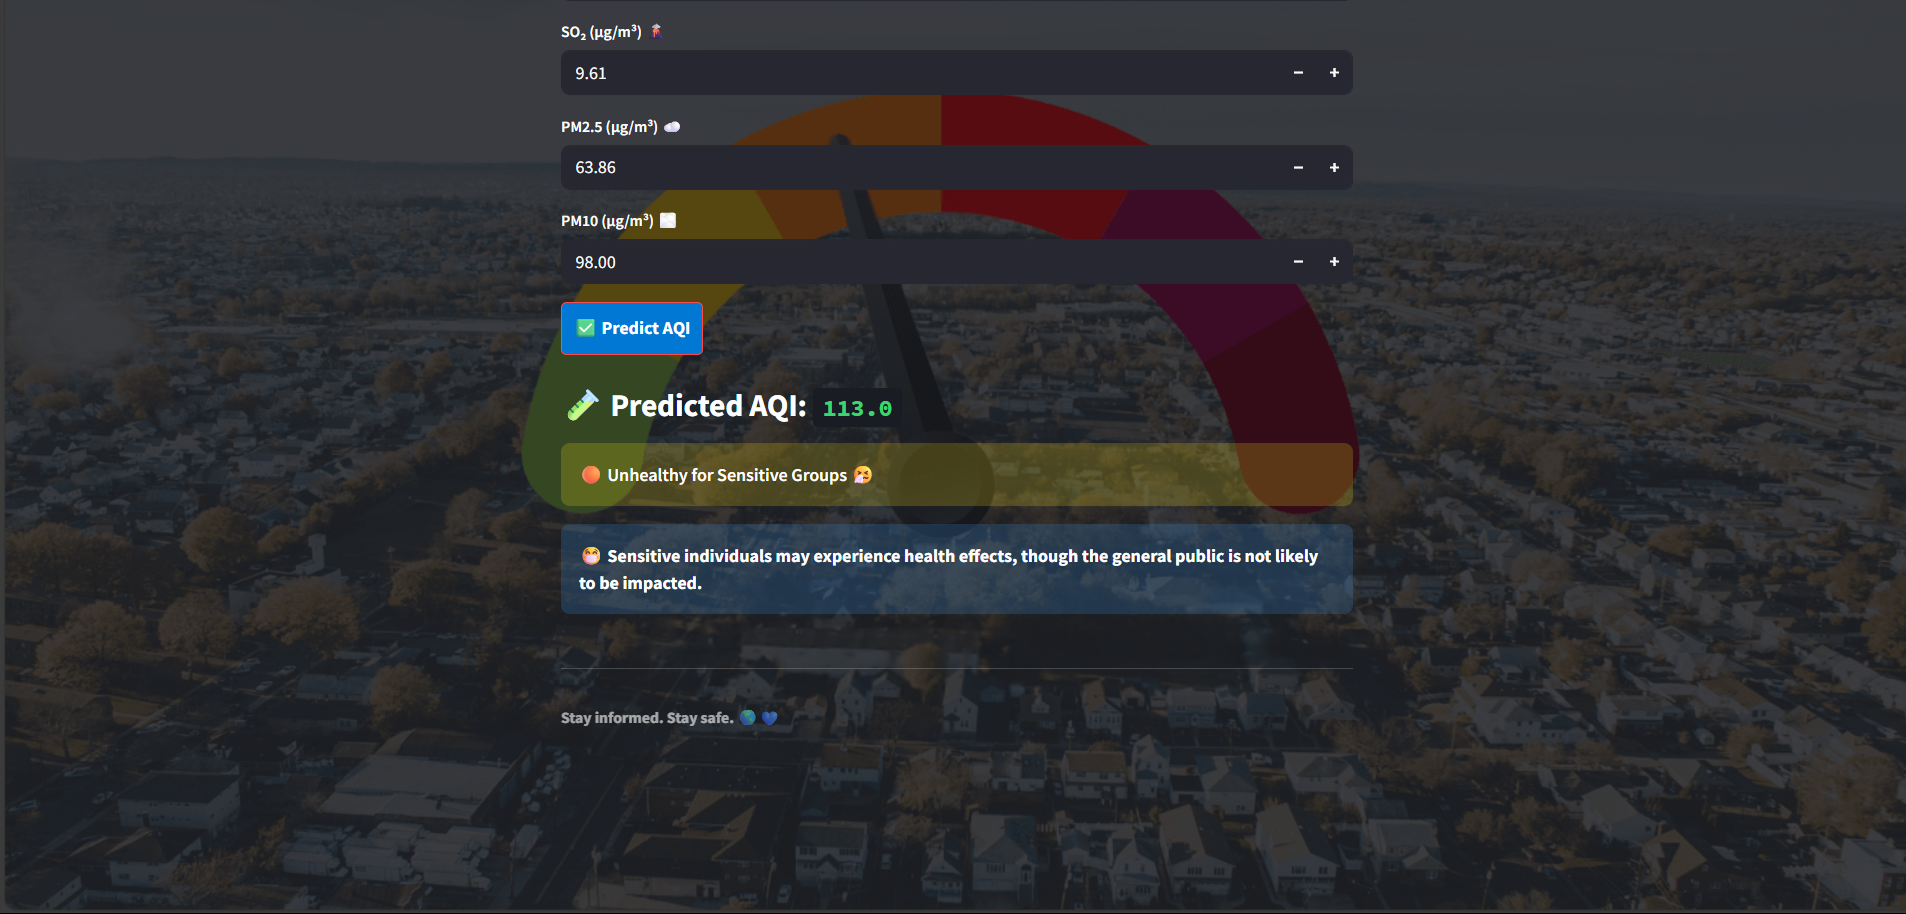 SO₂ (µg/m³)
9.61
PM2.5 (µg/m³)
63.86
PM10 (µg/m³)
98.00
✅ Predict AQI
Predicted AQI: 113.0
Unhealthy for Sensitive Groups
Sensitive individuals may experience health effects, though the general public is not likely
to be impacted.
Stay informed. Stay safe.